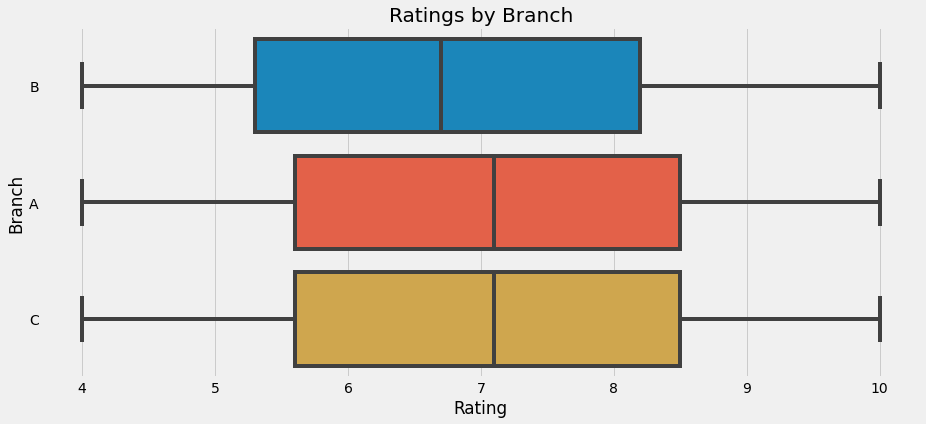 Ratings by Branch
B
A
C
Branch
4 5 6 7 8 9 10
Rating